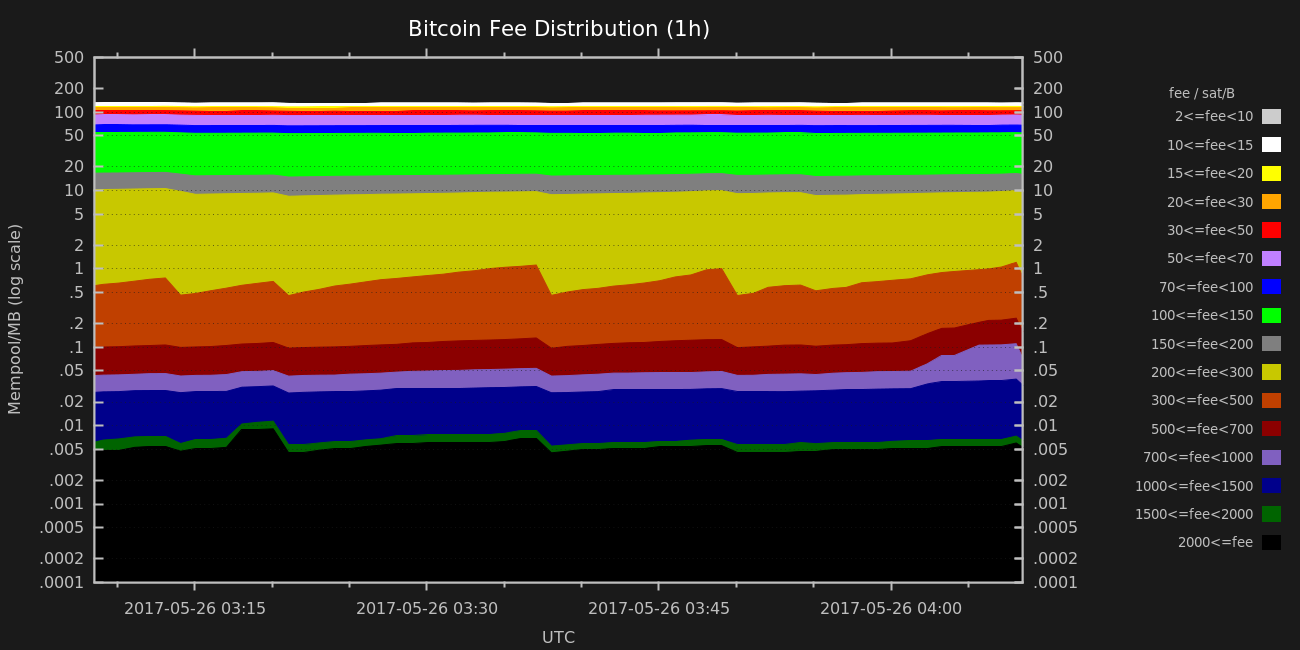 Bitcoin Fee Distribution (1h)
Mempool/MB (log scale)
500
200
100
50
20
10
5
2
1
.5
.2
.1
.05
.02
.01
.005
.002
.001
.0005
.0002
.0001
500
200
100
50
20
10
5
2
1
.5
.2
.1
.05
.02
.01
.005
.002
.001
.0005
.0002
.0001
2017-05-26 03:15 2017-05-26 03:30 2017-05-26 03:45 2017-05-26 04:00
UTC
fee / sat/B
2<=fee<10
10<=fee<15
15<=fee<20
20<=fee<30
30<=fee<50
50<=fee<70
70<=fee<100
100<=fee<150
150<=fee<200
200<=fee<300
300<=fee<500
500<=fee<700
700<=fee<1000
1000<=fee<1500
1500<=fee<2000
2000<=fee